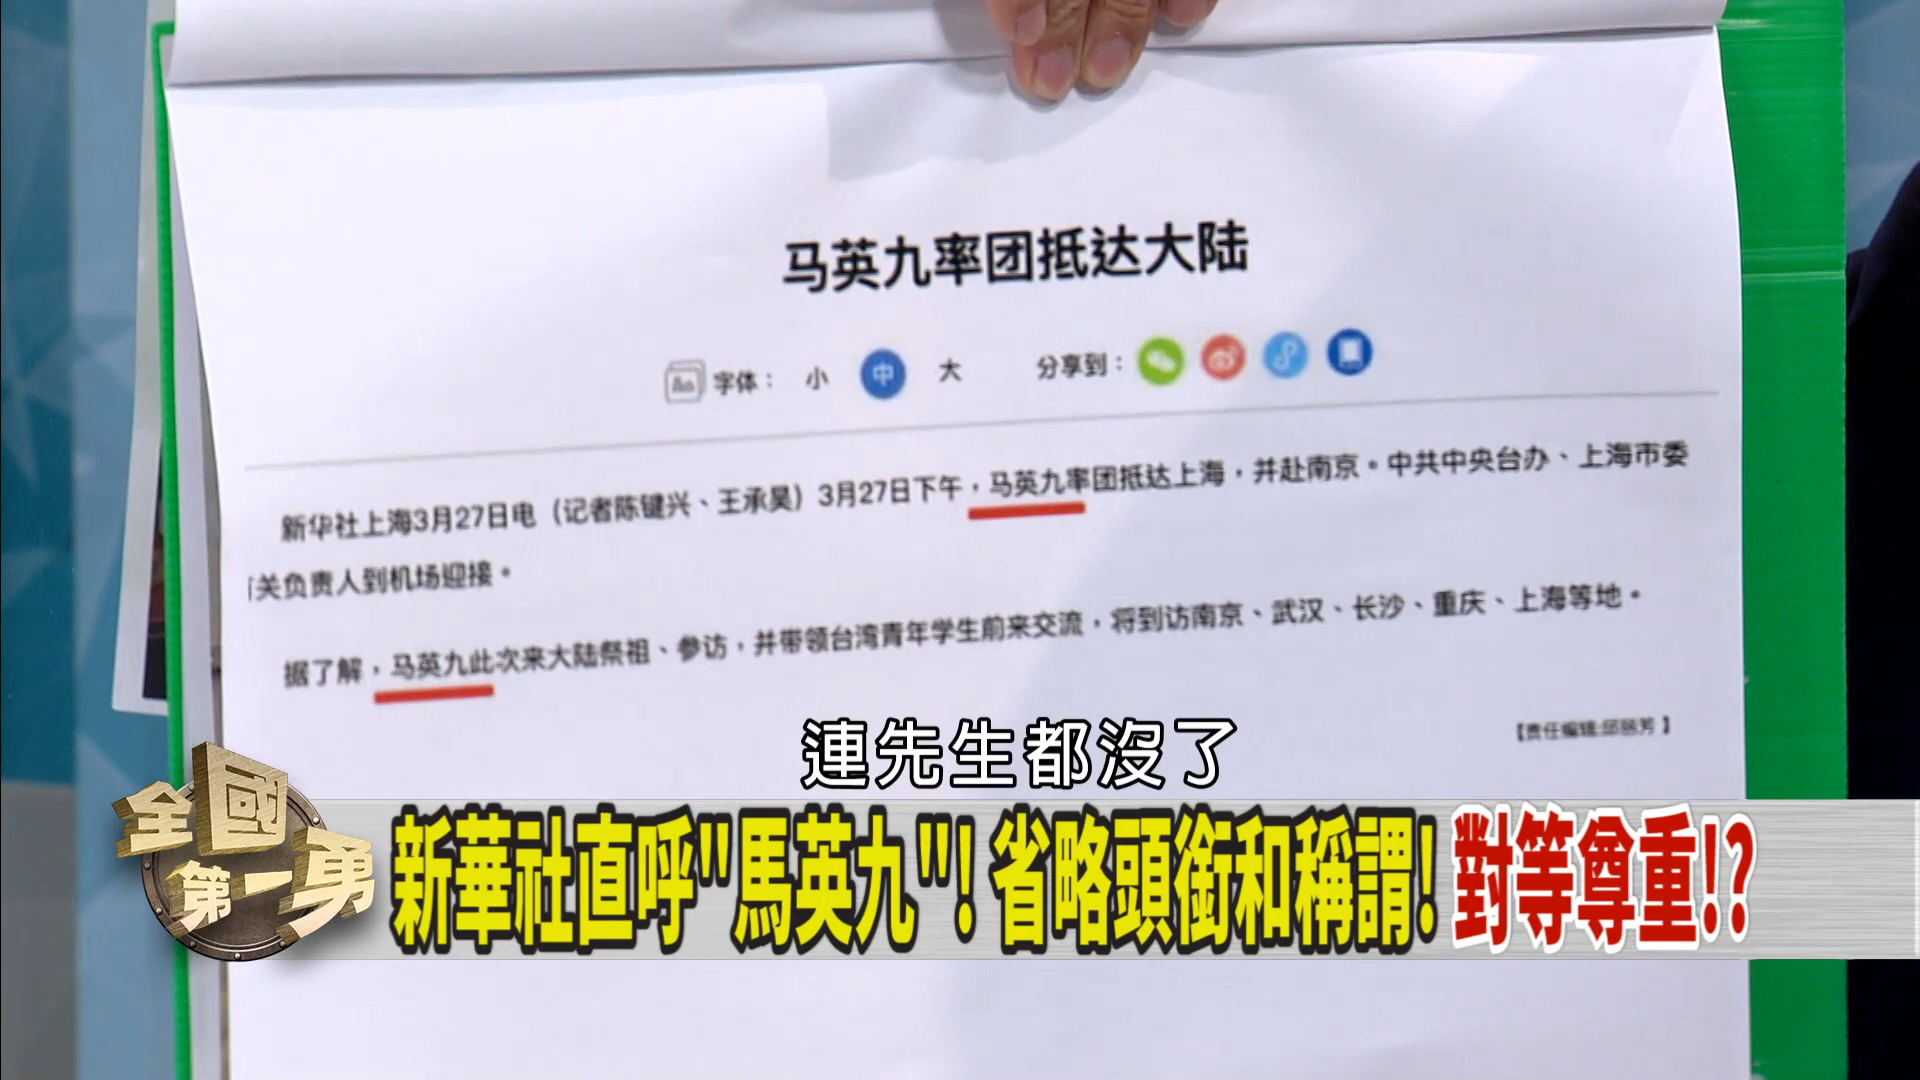 马英九率团抵达大陆
字体： 小 中 大 分享到：
新华社上海3月27日电（记者陈键兴、王承昊）3月27日下午，马英九率团抵达上海，并赴南京。中共中央台办、上海市委
关负责人到机场迎接。
据了解，马英九此次来大陆祭祖、参访，并带领台湾青年学生前来交流，将到访南京、武汉、长沙、重庆、上海等地。
【责任编辑:邱丽芳 】
連先生都沒了
全國第一勇
新華社直呼"馬英九"! 省略頭銜和稱謂! 對等尊重!?